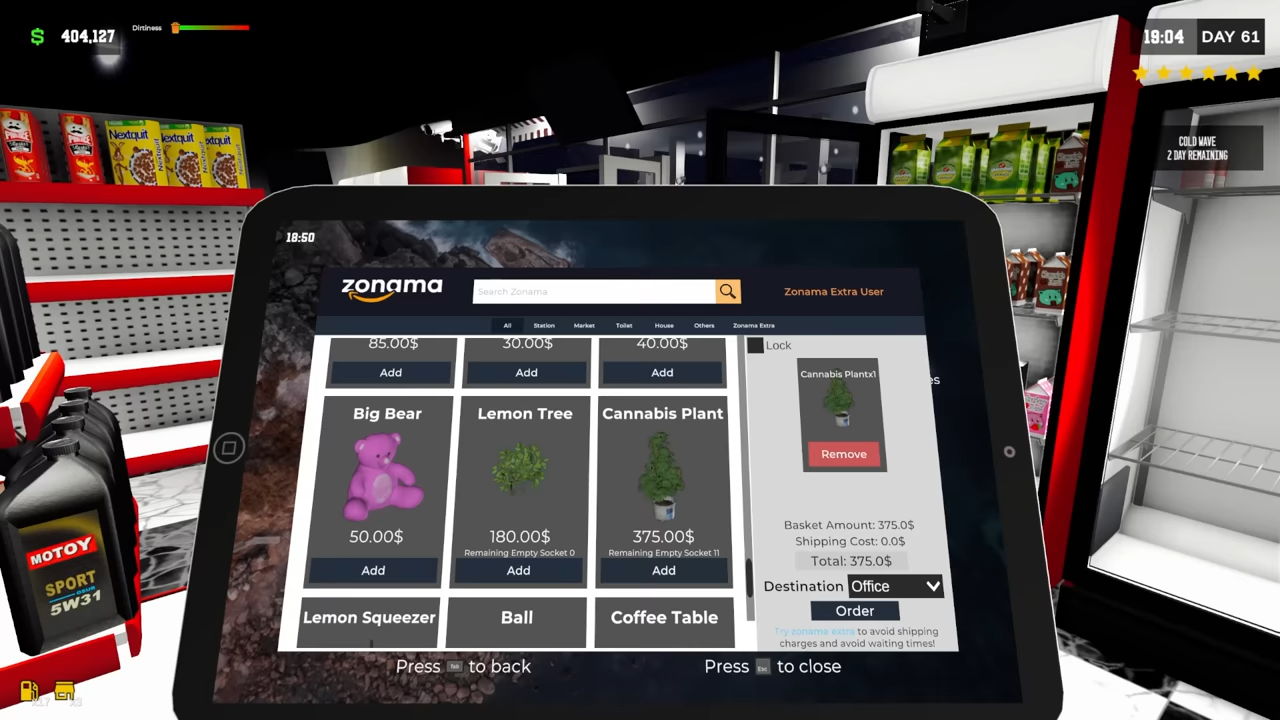 $ 404,127
Dirtiness
19:04 DAY 61
COLD WAVE
2 DAY REMAINING
Nextquit
18:50
zonama
Search Zonama
Zonama Extra User
All Station Market Toilet House Others Zonama Extra
85.00$ 30.00$ 40.00$
Add Add Add
Lock
Cannabis Plantx1
es
Remove
Big Bear Lemon Tree Cannabis Plant
50.00$ 180.00$ 375.00$
Remaining Empty Socket 0 Remaining Empty Socket 11
Add Add Add
Basket Amount: 375.0$
Shipping Cost: 0.0$
Total: 375.0$
Destination Office
Order
Try zonama extra to avoid shipping
charges and avoid waiting times!
Lemon Squeezer Ball Coffee Table
Press Tab to back Press Esc to close
MOTOY
SPORT
5W31